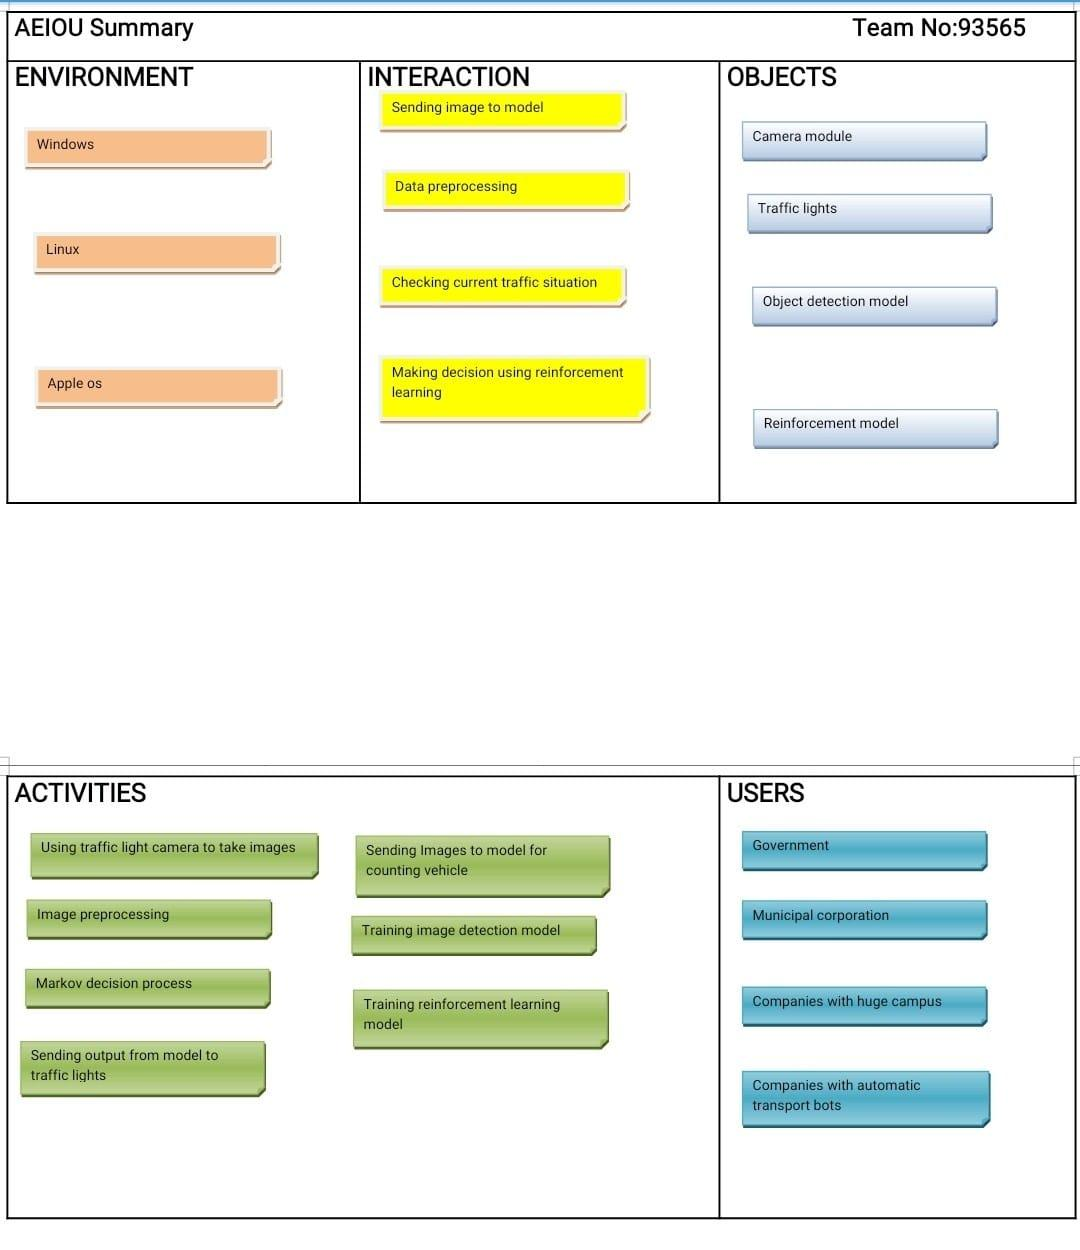 AEIOU Summary
Team No:93565
ENVIRONMENT
Windows
Linux
Apple os
INTERACTION
Sending image to model
Data preprocessing
Checking current traffic situation
Making decision using reinforcement
learning
OBJECTS
Camera module
Traffic lights
Object detection model
Reinforcement model
ACTIVITIES
Using traffic light camera to take images
Image preprocessing
Markov decision process
Sending output from model to
traffic lights
Sending Images to model for
counting vehicle
Training image detection model
Training reinforcement learning
model
USERS
Government
Municipal corporation
Companies with huge campus
Companies with automatic
transport bots